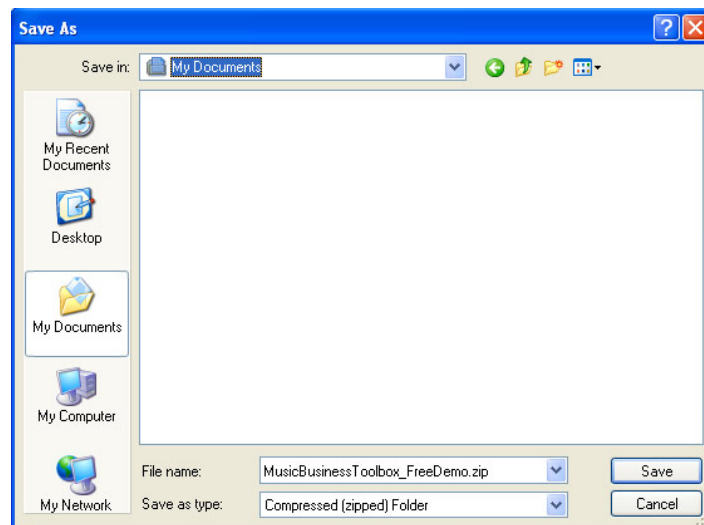 Save As
Save in: My Documents
My Recent
Documents
Desktop
My Documents
My Computer
My Network
File name: MusicBusinessToolbox_FreeDemo.zip Save
Save as type: Compressed (zipped) Folder Cancel